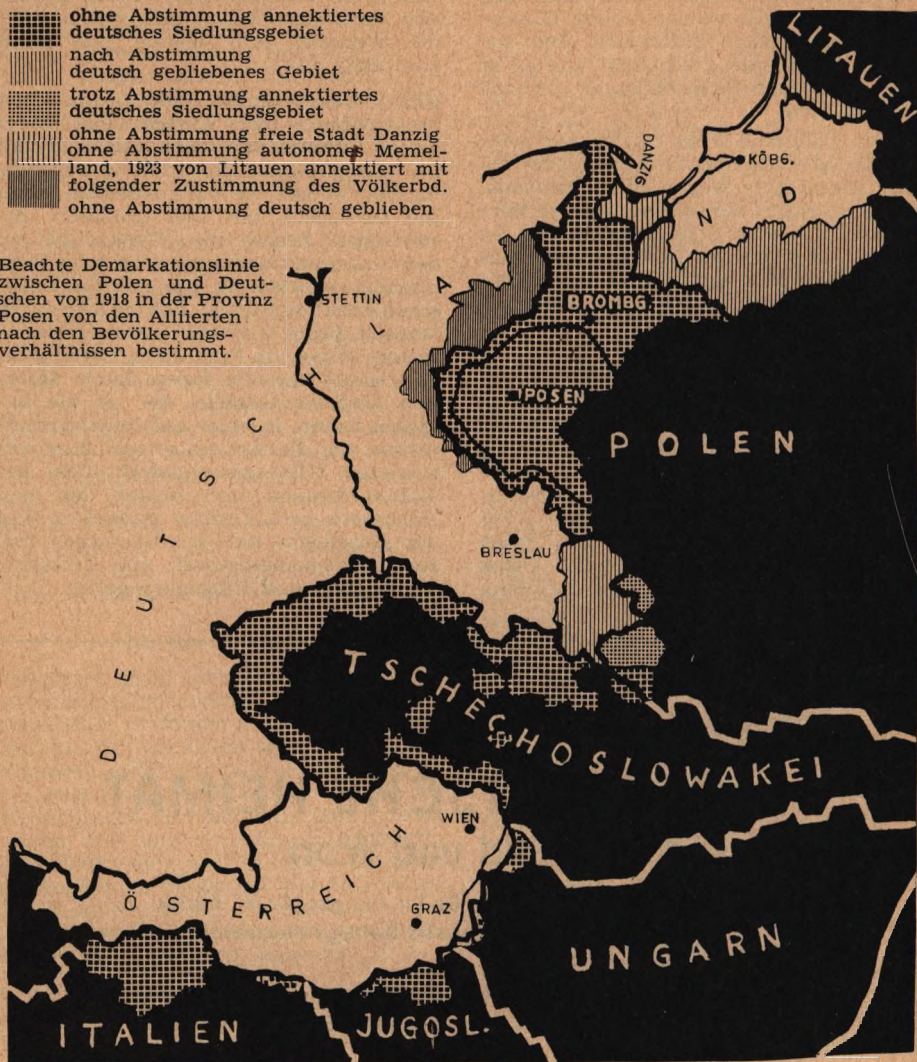 ohne Abstimmung annektiertes
deutsches Siedlungsgebiet
nach Abstimmung
deutsch gebliebenes Gebiet
trotz Abstimmung annektiertes
deutsches Siedlungsgebiet
ohne Abstimmung freie Stadt Danzig
ohne Abstimmung autonomes Memel-
land, 1923 von Litauen annektiert mit
folgender Zustimmung des Völkerbd.
ohne Abstimmung deutsch geblieben
Beachte Demarkationslinie
zwischen Polen und Deut-
schen von 1918 in der Provinz
Posen von den Alliierten
nach den Bevölkerungs-
verhältnissen bestimmt.
LITAUEN
DANZIG
KÖBG.
DEUTSCHLAND
STETTIN
BROMBG
POSEN
POLEN
BRESLAU
TSCHECHOSLOWAKEI
WIEN
ÖSTERREICH
GRAZ
UNGARN
ITALIEN
JUGOSL.